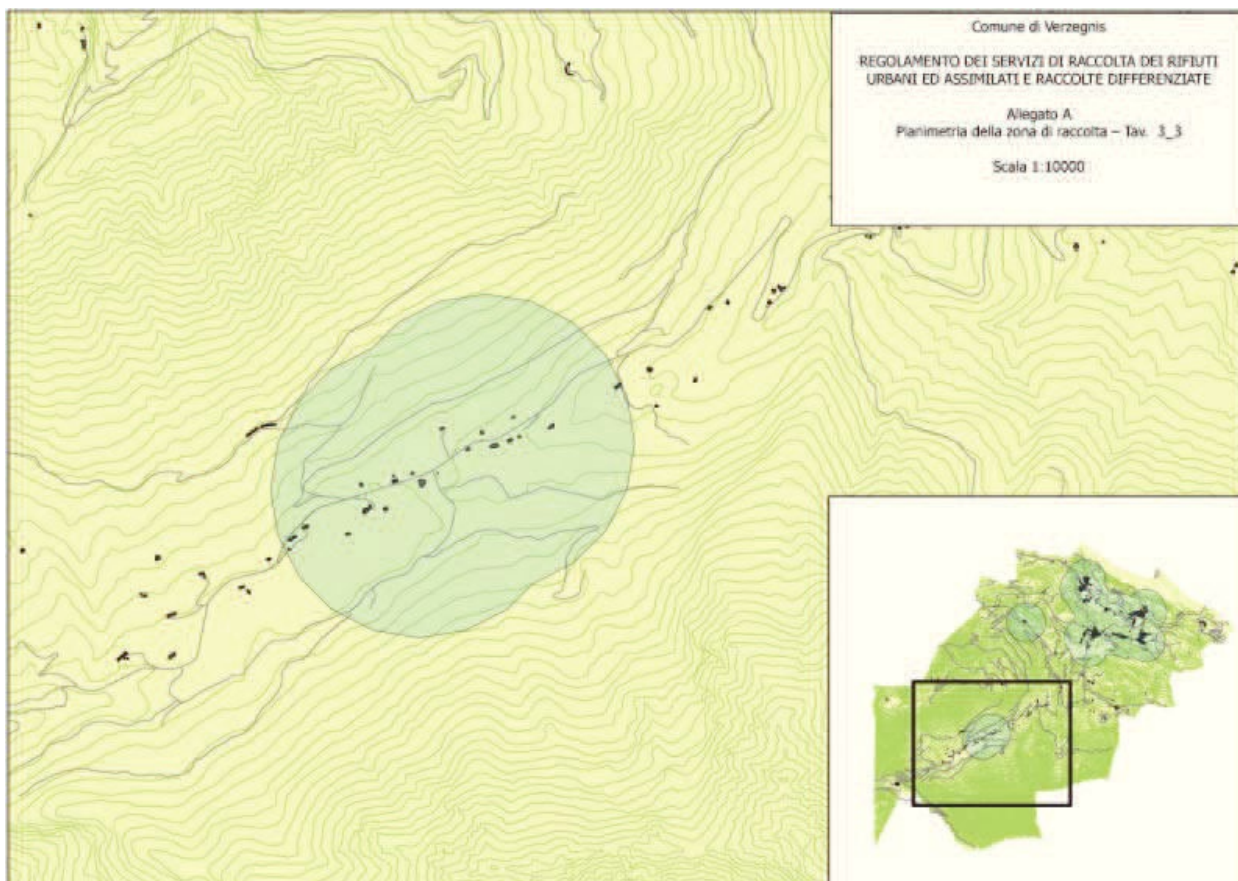 Comune di Verzegnis
REGOLAMENTO DEI SERVIZI DI RACCOLTA DEI RIFIUTI
URBANI ED ASSIMILATI E RACCOLTE DIFFERENZIATE
Allegato A
Planimetria della zona di raccolta – Tav. 3_3
Scala 1:10000